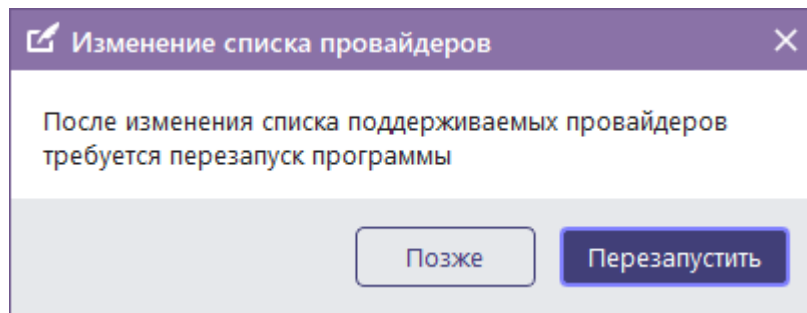 Изменение списка провайдеров
После изменения списка поддерживаемых провайдеров
требуется перезапуск программы
Позже
Перезапустить